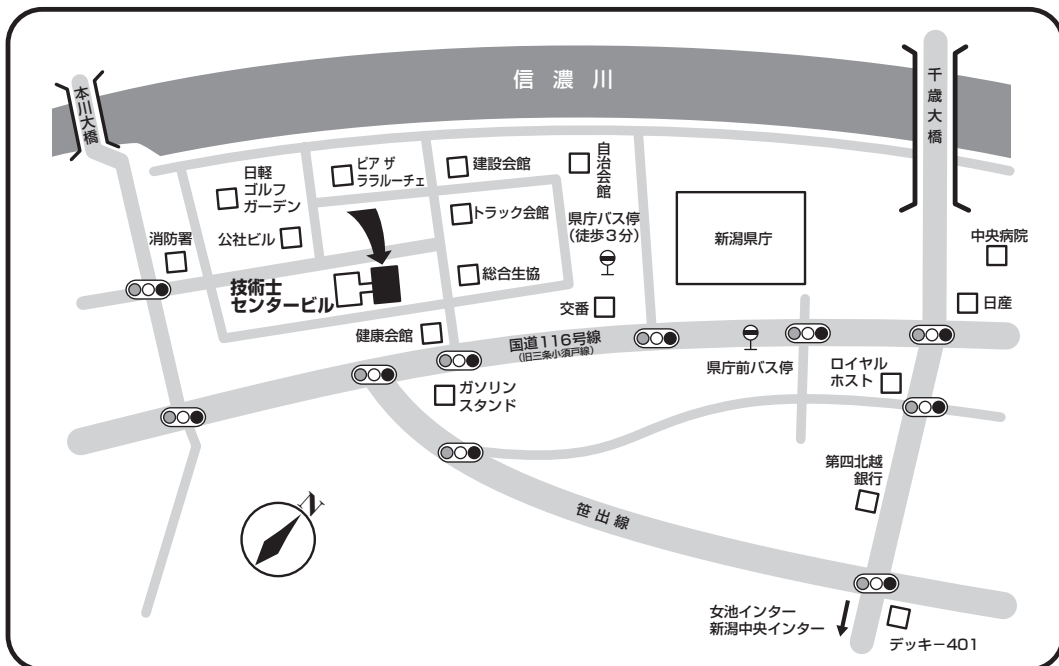 信濃川
本川大橋
千歳大橋
日軽
ゴルフ
ガーデン
ピア ザ
ララルーチェ
建設会館
自治会館
消防署
公社ビル
トラック会館
県庁バス停
(徒歩3分)
新潟県庁
中央病院
技術士
センタービル
総合生協
交番
日産
健康会館
国道116号線
(旧三条小須戸線)
県庁前バス停
ロイヤル
ホスト
ガソリン
スタンド
第四北越
銀行
N
笹出線
女池インター
新潟中央インター
デッキー401